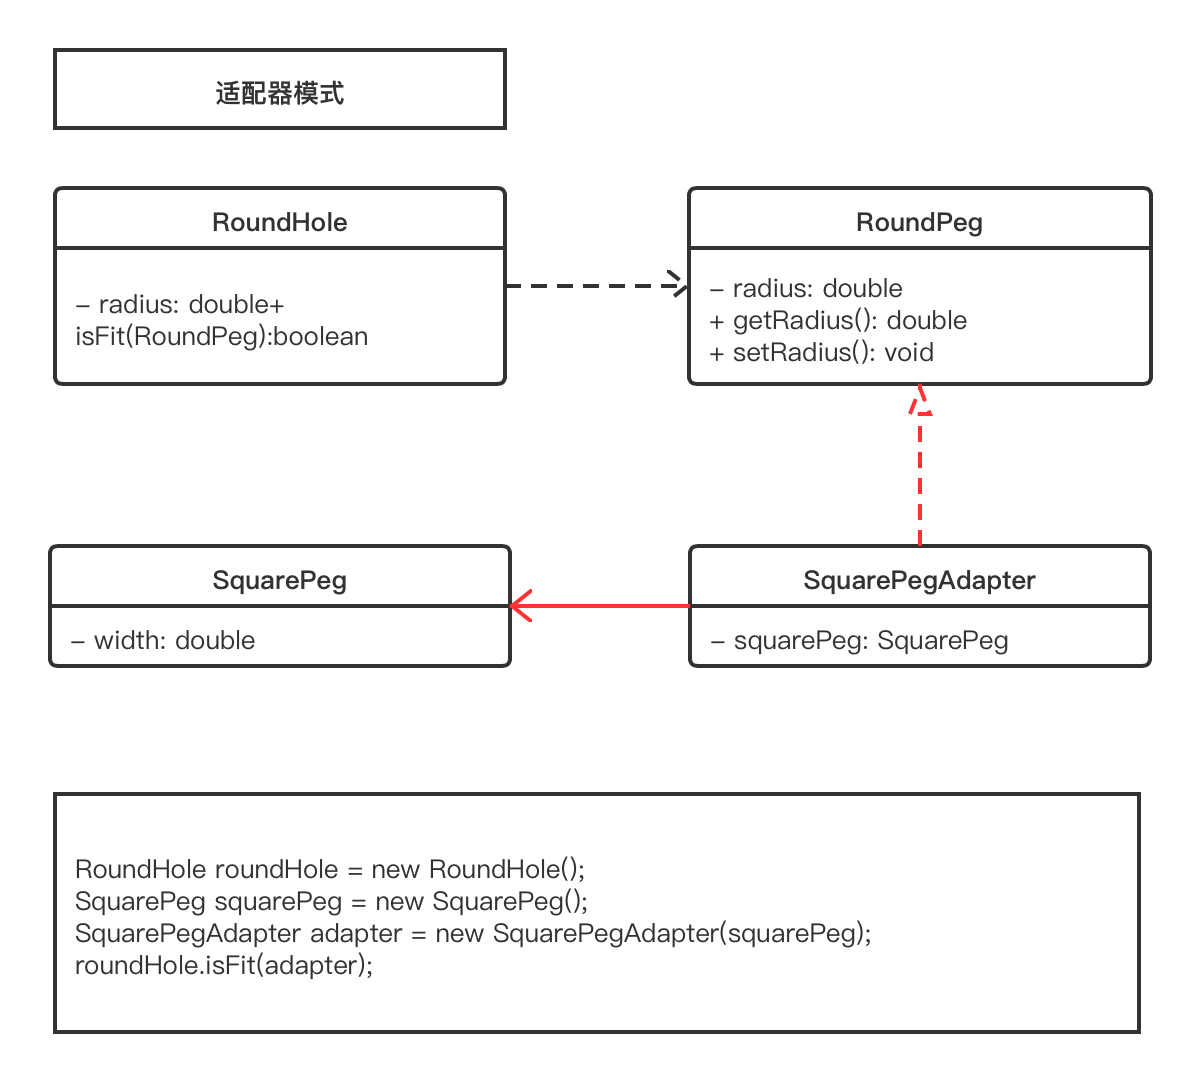 适配器模式
RoundHole
– radius: double+
isFit(RoundPeg):boolean
RoundPeg
– radius: double
+ getRadius(): double
+ setRadius(): void
SquarePeg
– width: double
SquarePegAdapter
– squarePeg: SquarePeg
RoundHole roundHole = new RoundHole();
SquarePeg squarePeg = new SquarePeg();
SquarePegAdapter adapter = new SquarePegAdapter(squarePeg);
roundHole.isFit(adapter);